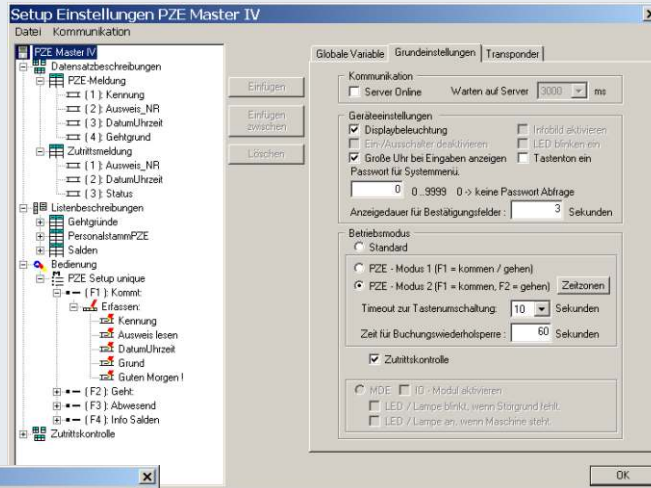 Setup Einstellungen PZE Master IV
Datei Kommunikation
PZE Master IV
Datensatzbeschreibungen
PZE-Meldung
( 1 ): Kennung
( 2 ): Ausweis_NR
( 3 ): DatumUhrzeit
( 4 ): Gehtgrund
Zutrittsmeldung
( 1 ): Ausweis_NR
( 2 ): DatumUhrzeit
( 3 ): Status
Listenbeschreibungen
Gehtgründe
PersonalstammPZE
Salden
Bedienung
PZE Setup unique
( F1 ): Kommt:
Erfassen:
Kennung
Ausweis lesen
DatumUhrzeit
Grund
Guten Morgen !
( F2 ): Geht:
( F3 ): Abwesend
( F4 ): Info Salden
Zutrittskontrolle
Einfügen
Einfügen zwischen
Löschen
Globale Variable Grundeinstellungen Transponder
Kommunikation
Server Online Warten auf Server 3000 ms
Geräteeinstellungen
Displaybeleuchtung Infobild aktivieren
Ein-/Ausschalter deaktivieren LED blinken ein
Große Uhr bei Eingaben anzeigen Tastenton ein
Passwort für Systemmenü.
0 0...9999 0 -> keine Passwort Abfrage
Anzeigedauer für Bestätigungsfelder : 3 Sekunden
Betriebsmodus
Standard
PZE - Modus 1 (F1 = kommen / gehen)
PZE - Modus 2 (F1 = kommen, F2 = gehen) Zeitzonen
Timeout zur Tastenumschaltung: 10 Sekunden
Zeit für Buchungswiederholsperre : 60 Sekunden
Zutrittskontrolle
MDE IO - Modul aktivieren
LED / Lampe blinkt, wenn Störgrund fehlt.
LED / Lampe an, wenn Maschine steht.
OK